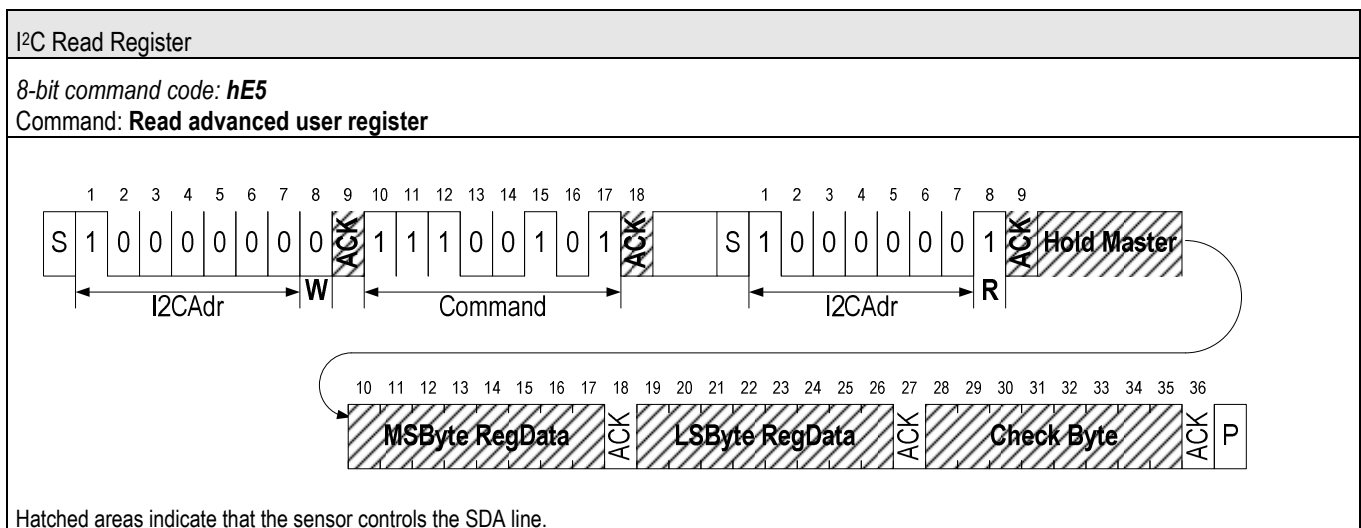 I²C Read Register
8-bit command code: hE5
Command: Read advanced user register
1 2 3 4 5 6 7 8 9 10 11 12 13 14 15 16 17 18 1 2 3 4 5 6 7 8 9
S 1 0 0 0 0 0 0 0 ACK 1 1 1 0 0 1 0 1 ACK S 1 0 0 0 0 0 0 1 ACK Hold Master
I2CAdr W Command I2CAdr R
10 11 12 13 14 15 16 17 18 19 20 21 22 23 24 25 26 27 28 29 30 31 32 33 34 35 36
MSByte RegData ACK LSByte RegData ACK Check Byte ACK P
Hatched areas indicate that the sensor controls the SDA line.